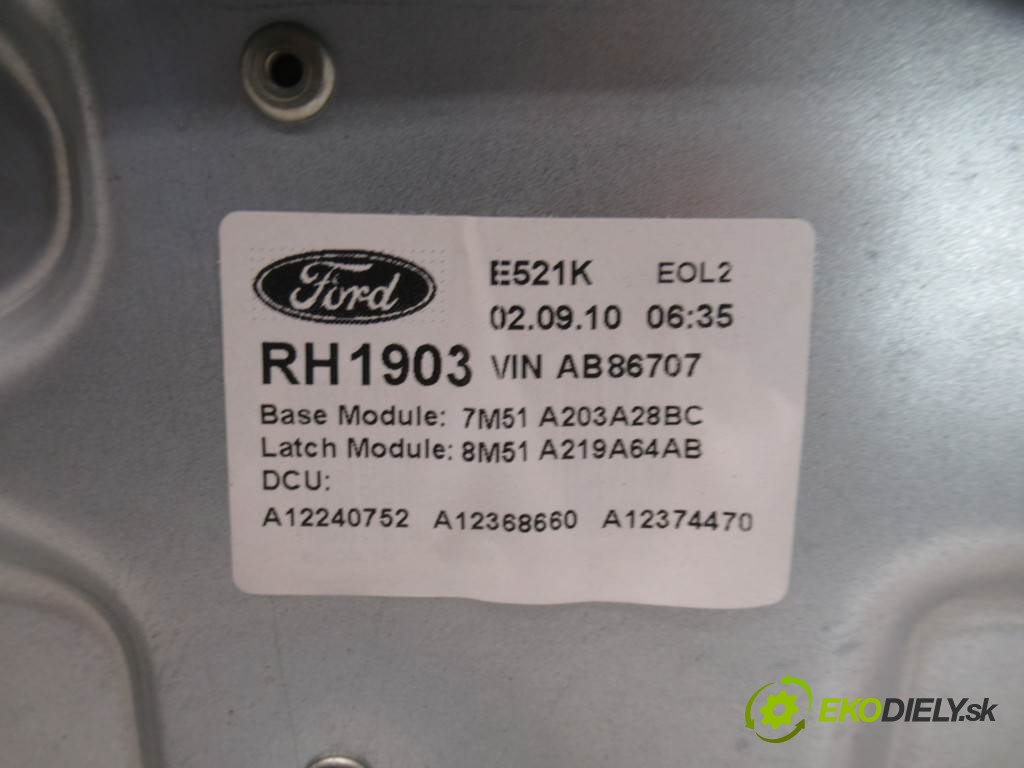 Ford
E521K EOL2
02.09.10 06:35
RH1903 VIN AB86707
Base Module: 7M51 A203A28BC
Latch Module: 8M51 A219A64AB
DCU:
A12240752 A12368660 A12374470
EKODIELY.sk